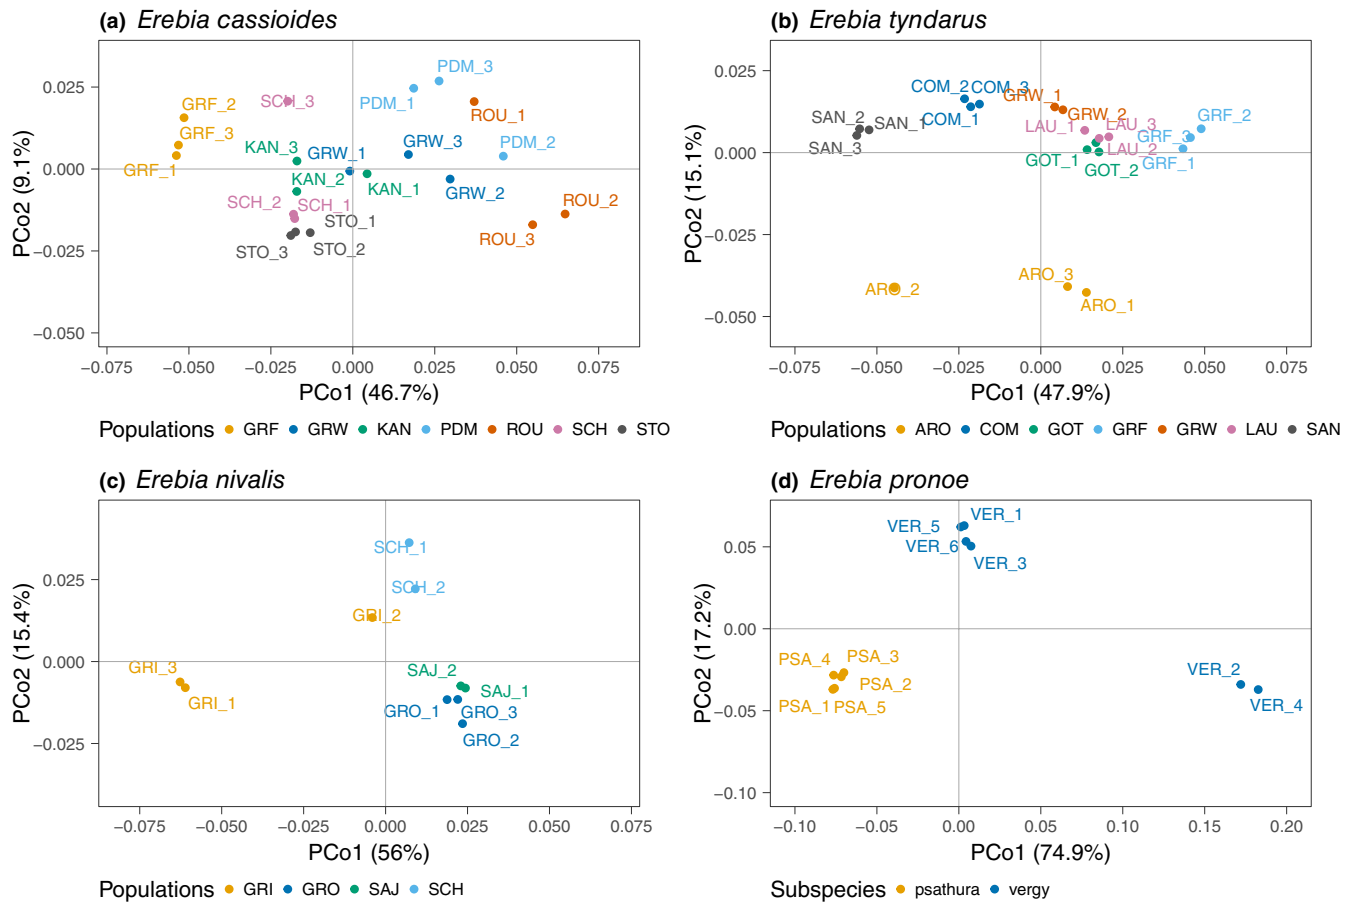 (a) Erebia cassioides
PCo2 (9.1%)
0.025
0.000
−0.025
−0.050
GRF_2
GRF_3
GRF_1
SCH_3
KAN_3
KAN_2
SCH_2
SCH_1
STO_1
STO_3
STO_2
GRW_1
KAN_1
PDM_3
PDM_1
ROU_1
GRW_3
PDM_2
GRW_2
ROU_2
ROU_3
−0.075 −0.050 −0.025 0.000 0.025 0.050 0.075
PCo1 (46.7%)
Populations GRF GRW KAN PDM ROU SCH STO
(b) Erebia tyndarus
PCo2 (15.1%)
0.025
0.000
−0.025
−0.050
COM_2
COM_3
COM_1
SAN_2
SAN_1
SAN_3
GRW_1
GRW_2
LAU_1
LAU_3
LAU_2
GOT_1
GOT_2
GRF_2
GRF_3
GRF_1
ARO_2
ARO_3
ARO_1
−0.075 −0.050 −0.025 0.000 0.025 0.050 0.075
PCo1 (47.9%)
Populations ARO COM GOT GRF GRW LAU SAN
(c) Erebia nivalis
PCo2 (15.4%)
0.025
0.000
−0.025
SCH_1
SCH_2
GRI_2
GRI_3
GRI_1
SAJ_2
SAJ_1
GRO_1
GRO_3
GRO_2
−0.075 −0.050 −0.025 0.000 0.025 0.050 0.075
PCo1 (56%)
Populations GRI GRO SAJ SCH
(d) Erebia pronoe
PCo2 (17.2%)
0.05
0.00
−0.05
−0.10
VER_1
VER_5
VER_6
VER_3
PSA_4
PSA_3
PSA_2
PSA_1
PSA_5
VER_2
VER_4
−0.10 −0.05 0.00 0.05 0.10 0.15 0.20
PCo1 (74.9%)
Subspecies psathura vergy